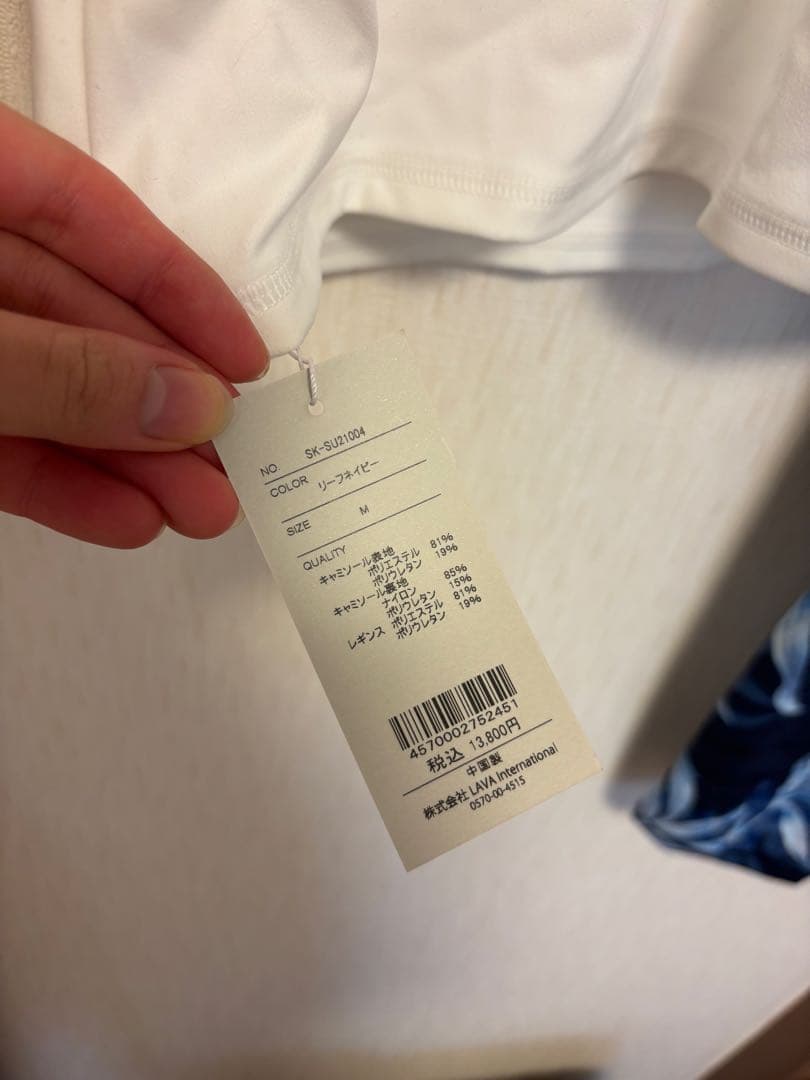 NO. SK-SU21004
COLOR リーフネイビー
SIZE M
QUALITY
キャミソール表地
ポリエステル 81%
ポリウレタン 19%
キャミソール裏地
ナイロン 85%
ポリウレタン 15%
レギンス ポリエステル 81%
ポリウレタン 19%
4570002752451
税込 13,800円
中国製
株式会社 LAVA International
0570-00-4515